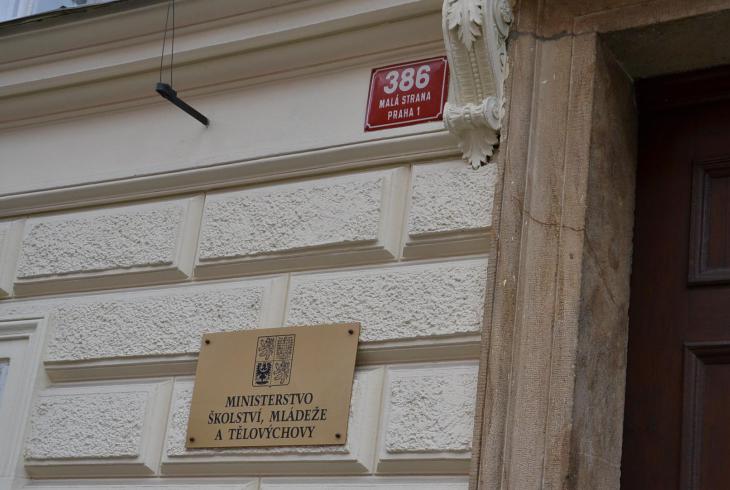 386
MALÁ STRANA
PRAHA 1
MINISTERSTVO
ŠKOLSTVÍ, MLÁDEŽE
A TĚLOVÝCHOVY